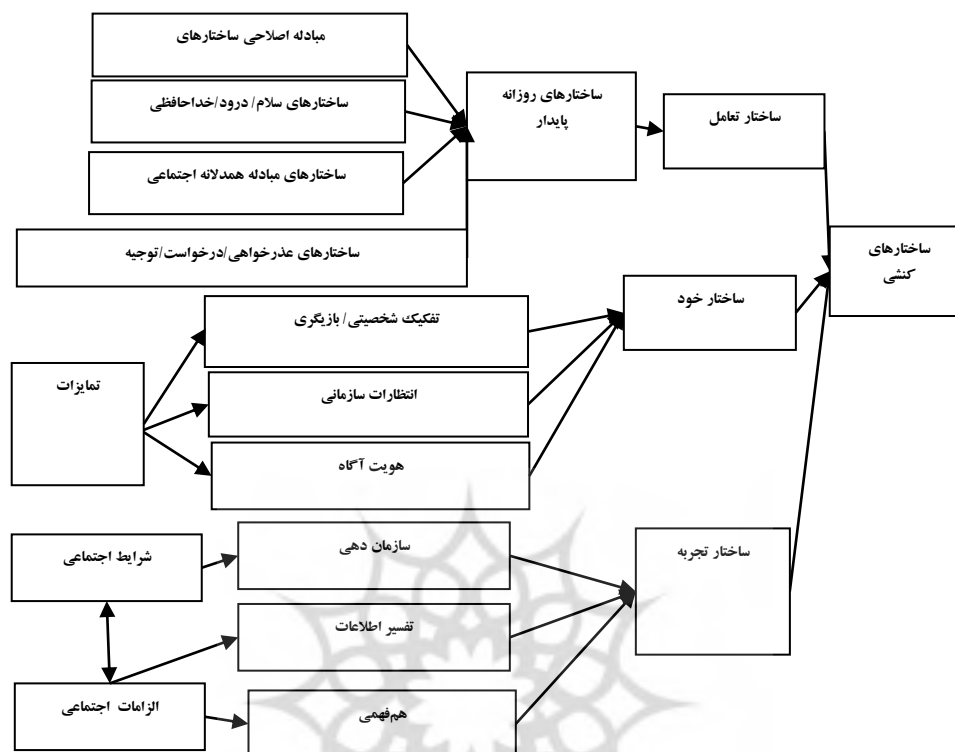 مبادله اصلاحی ساختارهای
ساختارهای سلام/ درود/خداحافظی
ساختارهای مبادله همدلانه اجتماعی
ساختارهای عذرخواهی/درخواست/توجیه
ساختارهای روزانه
پایدار
ساختار تعامل
ساختارهای
کنشی
تفکیک شخصیتی/ بازیگری
انتظارات سازمانی
هویت آگاه
تمایزات
ساختار خود
شرایط اجتماعی
الزامات اجتماعی
سازمان دهی
تفسیر اطلاعات
هم‌فهمی
ساختار تجربه